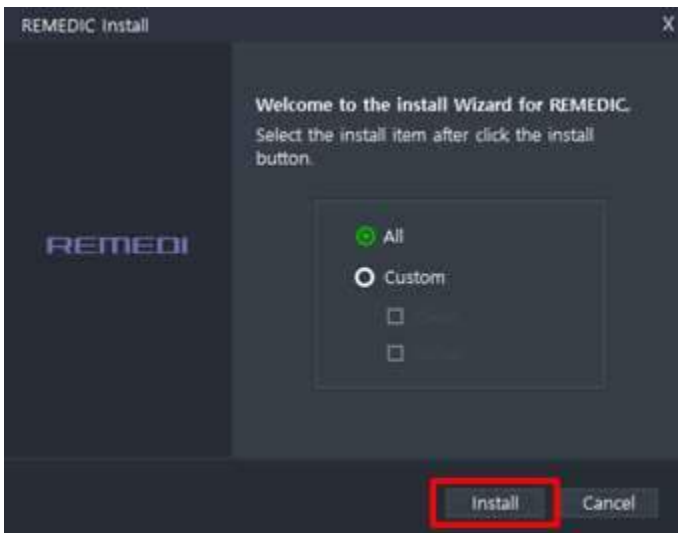 REMEDIC Install
X
Welcome to the install Wizard for REMEDIC.
Select the install item after click the install
button.
REMEDI
All
Custom
Install
Cancel